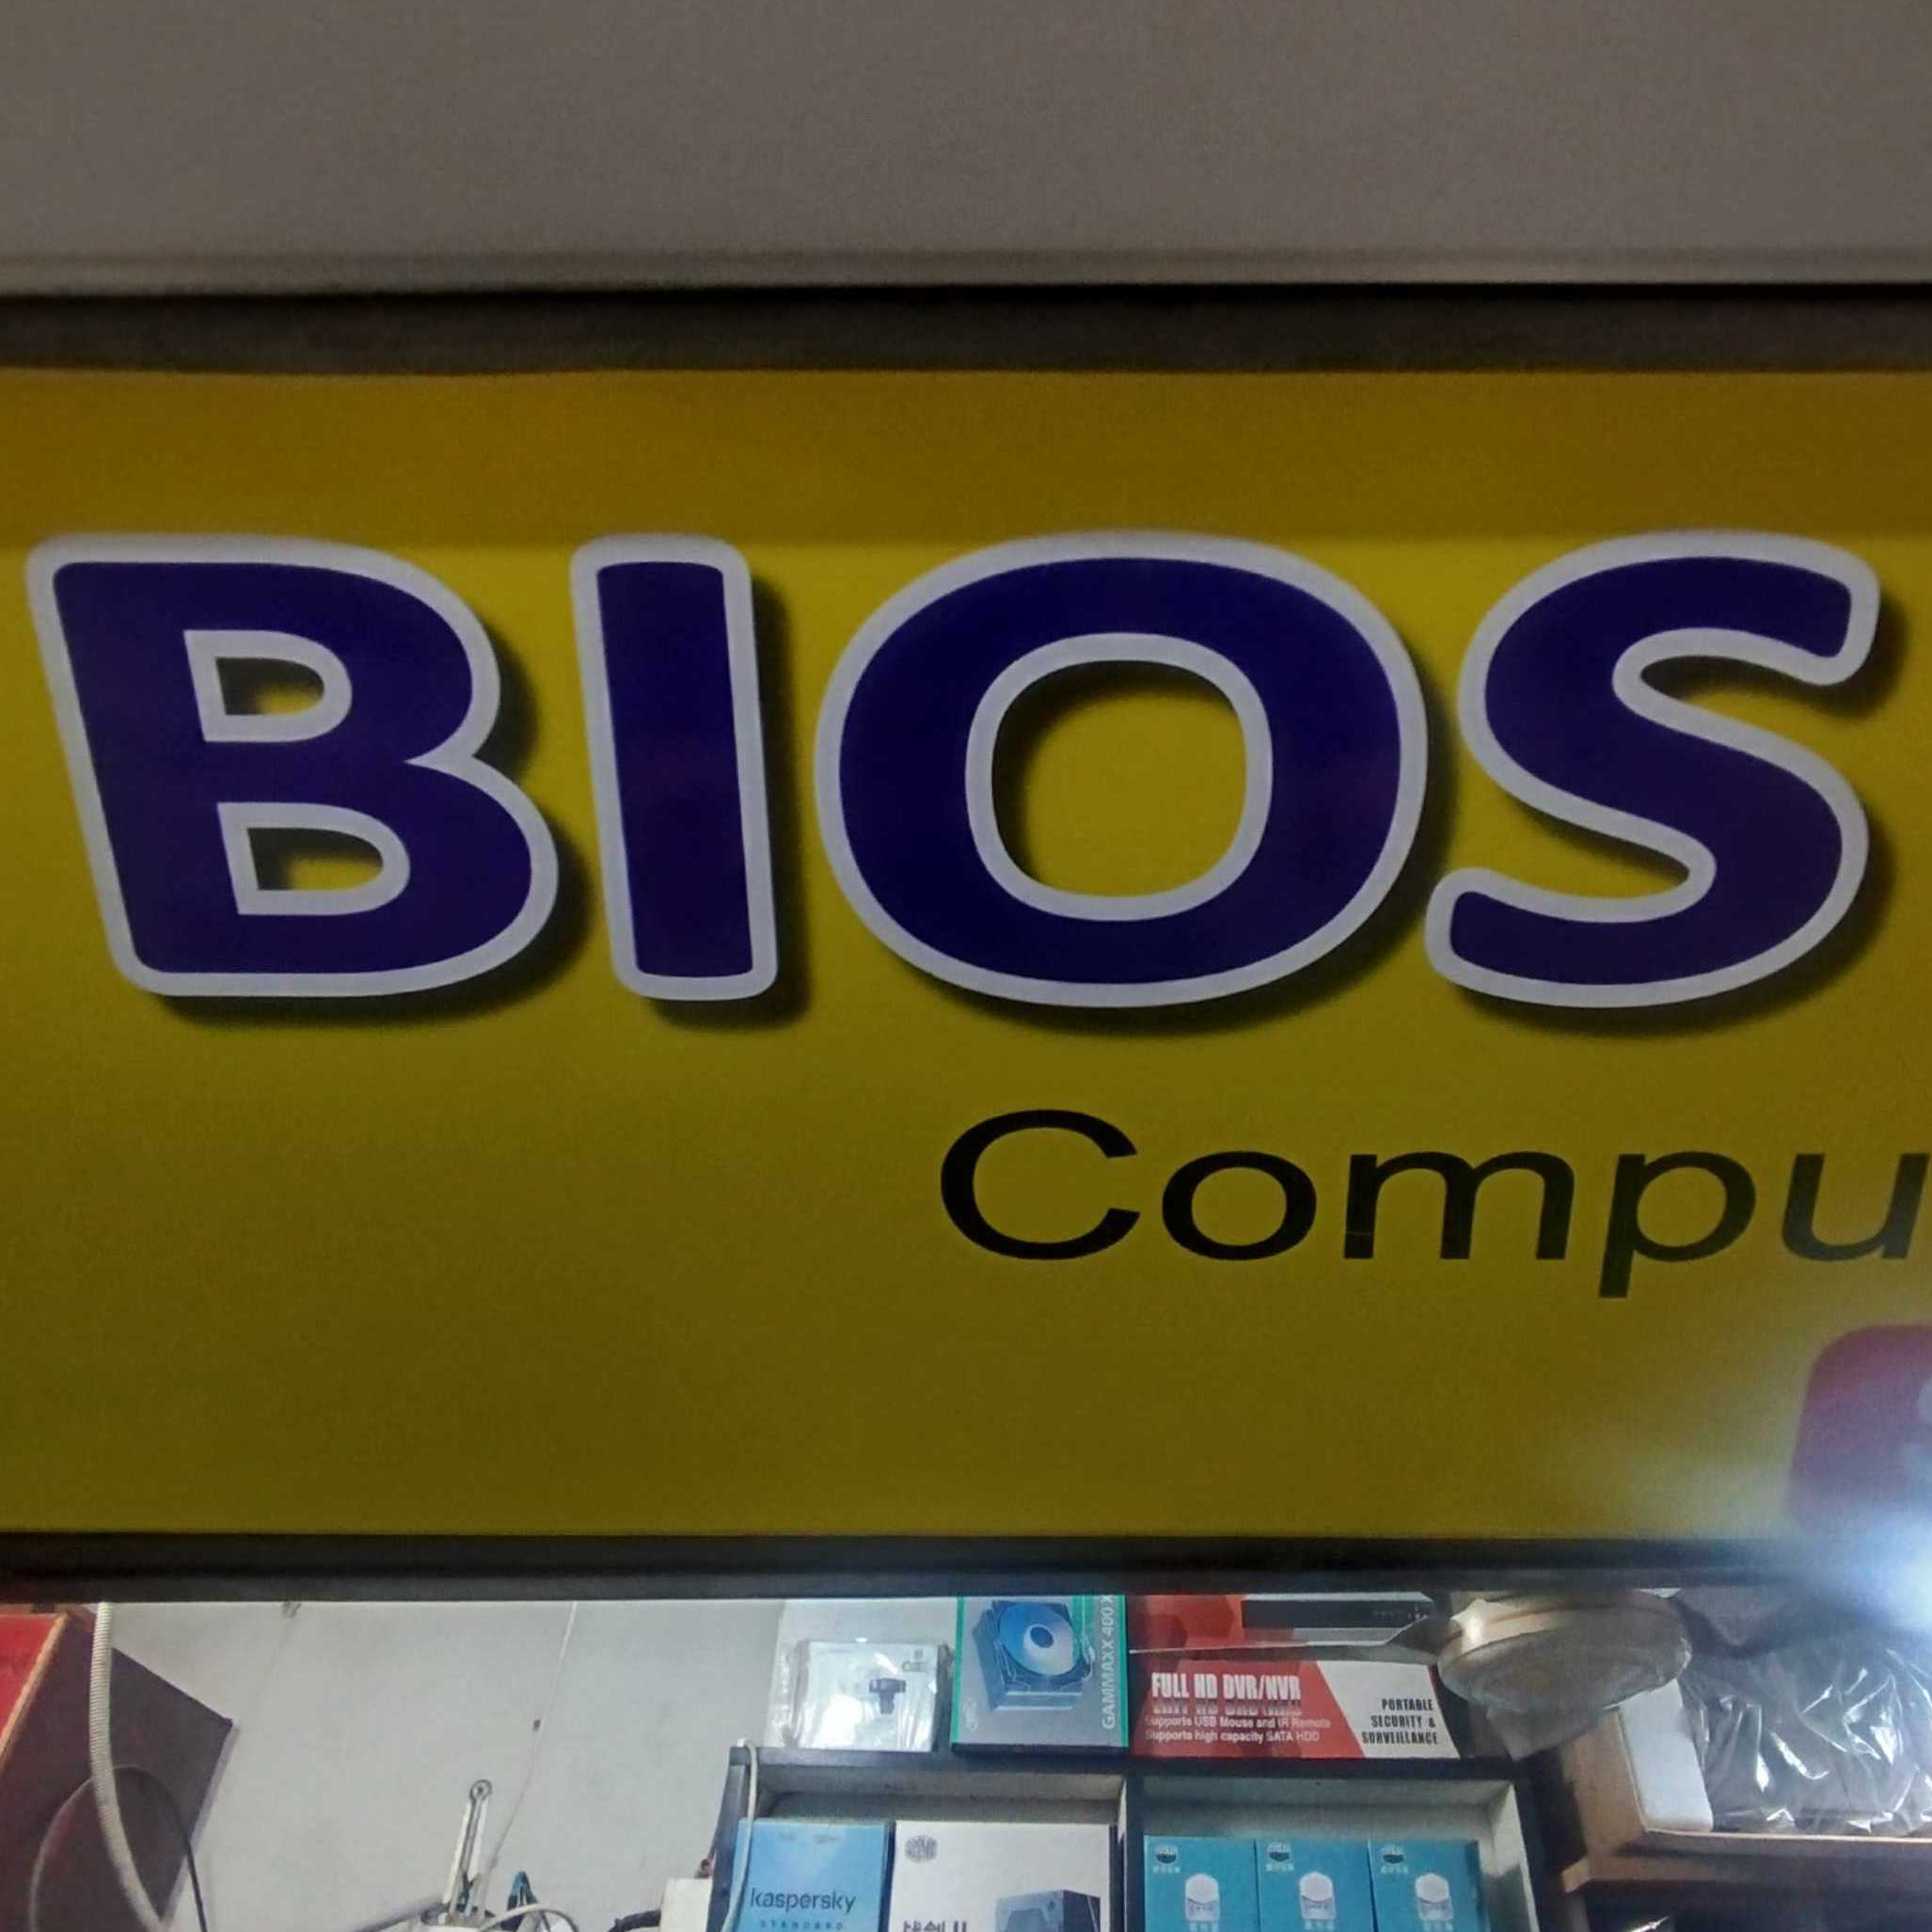 BIOS
Compu
GAMMAXX 400 X
FULL HD DVR/NVR
Supports USB Mouse and IR Remote
Supports high capacity SATA HDD
PORTABLE
SECURITY &
SURVEILLANCE
kaspersky
STANDARD